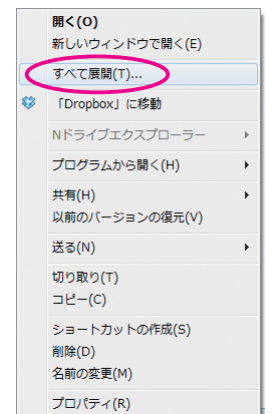 開く(O)
新しいウィンドウで開く(E)
すべて展開(T)...
「Dropbox」に移動
Nドライブエクスプローラー
プログラムから開く(H)
共有(H)
以前のバージョンの復元(V)
送る(N)
切り取り(T)
コピー(C)
ショートカットの作成(S)
削除(D)
名前の変更(M)
プロパティ(R)